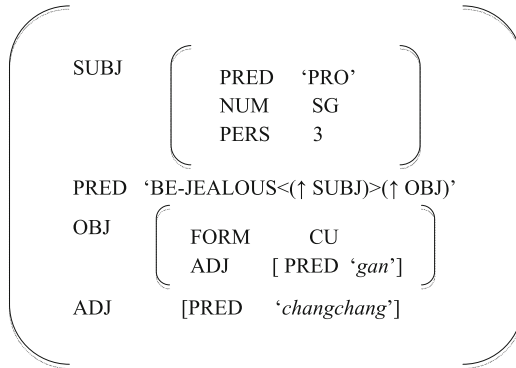 SUBJ
PRED ‘PRO’
NUM SG
PERS 3
PRED ‘BE-JEALOUS<(↑ SUBJ)>(↑ OBJ)’
OBJ
FORM CU
ADJ [ PRED ‘gan’]
ADJ [PRED ‘changchang’]